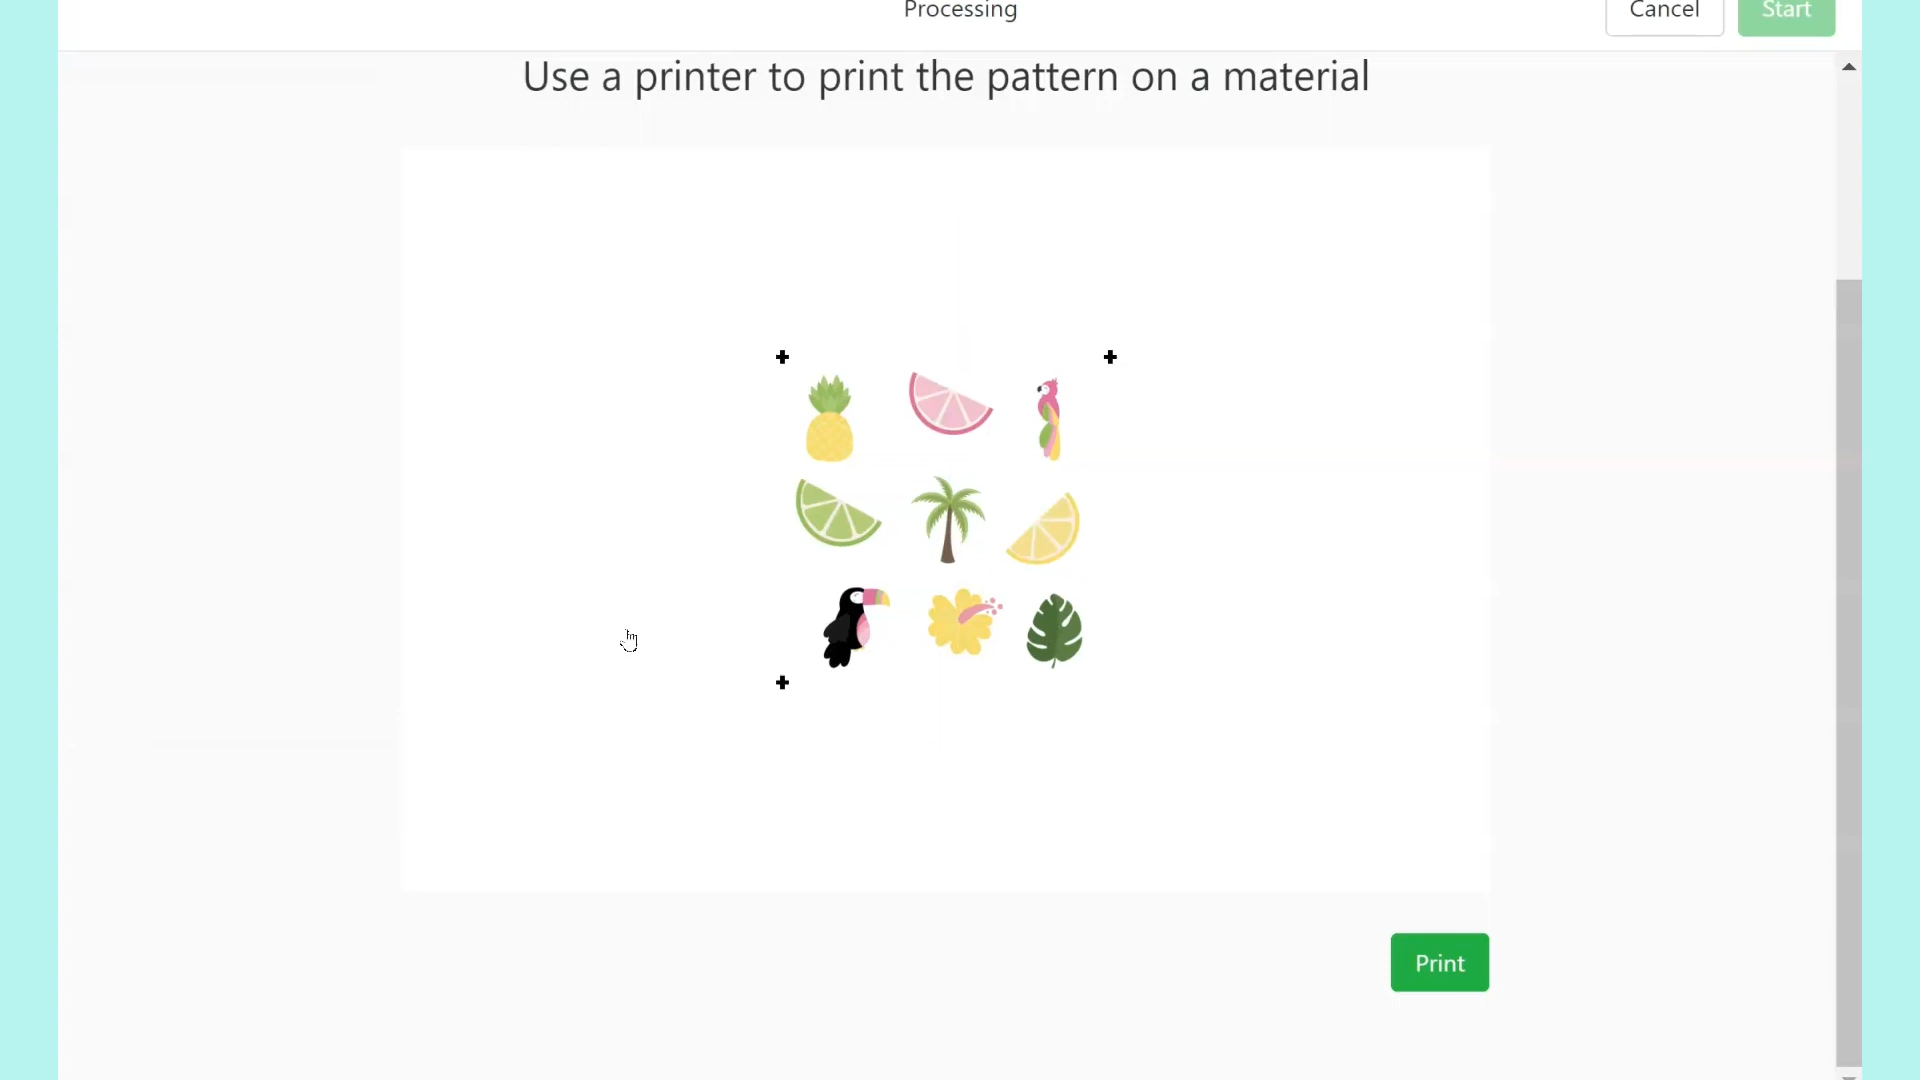 Processing
Cancel
Start
Use a printer to print the pattern on a material
Print